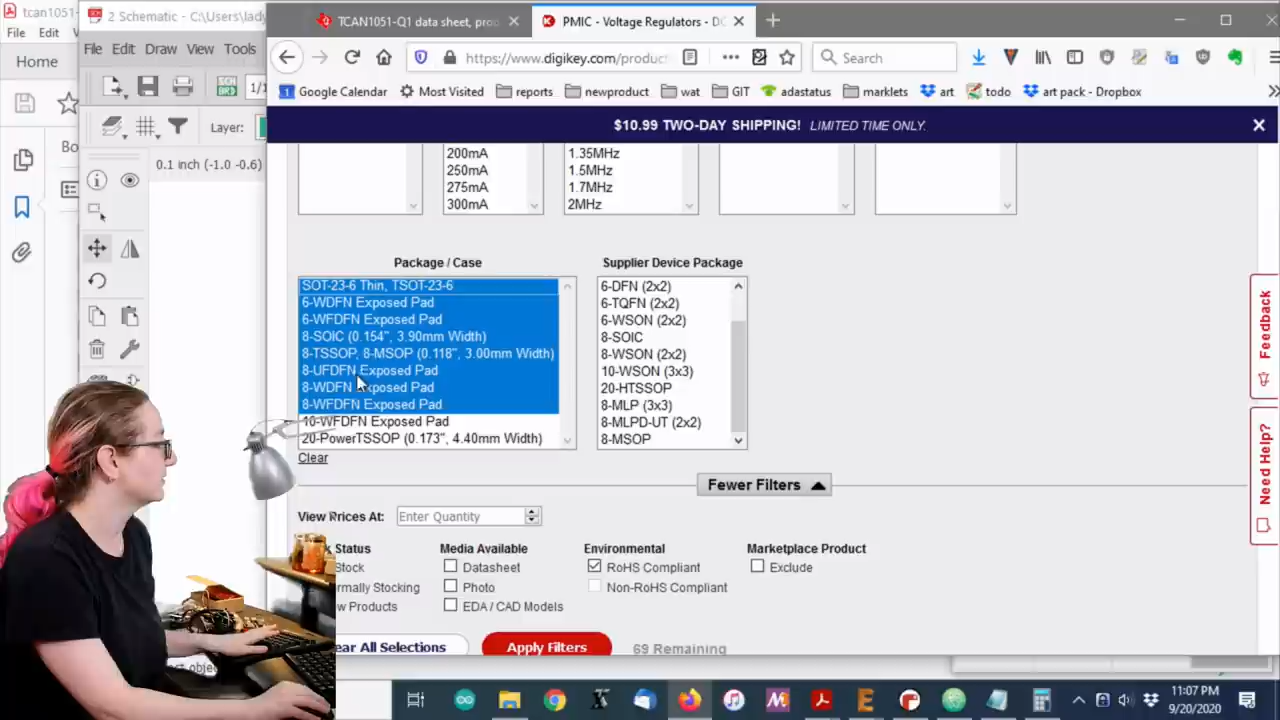 tcan1051
2 Schematic - C:\Users\lady
TCAN1051-Q1 data sheet, prod
PMIC - Voltage Regulators - DC
File Edit
File Edit Draw View Tools
Home
https://www.digikey.com/product
Search
Google Calendar Most Visited reports newproduct wat GIT adastatus marklets art todo art pack - Dropbox
1/1
Layer:
$10.99 TWO-DAY SHIPPING! LIMITED TIME ONLY.
Bo
0.1 inch (-1.0 -0.6)
200mA
250mA
275mA
300mA
1.35MHz
1.5MHz
1.7MHz
2MHz
Package / Case
SOT-23-6 Thin, TSOT-23-6
6-WDFN Exposed Pad
6-WFDFN Exposed Pad
8-SOIC (0.154", 3.90mm Width)
8-TSSOP, 8-MSOP (0.118", 3.00mm Width)
8-UFDFN Exposed Pad
8-WDFN Exposed Pad
8-WFDFN Exposed Pad
10-WFDFN Exposed Pad
20-PowerTSSOP (0.173", 4.40mm Width)
Clear
Supplier Device Package
6-DFN (2x2)
6-TQFN (2x2)
6-WSON (2x2)
8-SOIC
8-WSON (2x2)
10-WSON (3x3)
20-HTSSOP
8-MLP (3x3)
8-MLPD-UT (2x2)
8-MSOP
Feedback
Need Help?
Fewer Filters
View Prices At: Enter Quantity
k Status
Stock
rmally Stocking
w Products
Media Available
Datasheet
Photo
EDA / CAD Models
Environmental
RoHS Compliant
Non-RoHS Compliant
Marketplace Product
Exclude
ear All Selections
Apply Filters
69 Remaining
ct obje
11:07 PM
9/20/2020